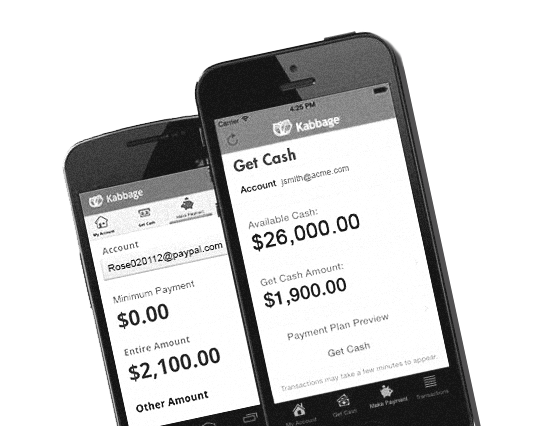 Kabbage
My Account
Get Cash
Make Payment
Account
Rose020112@paypal.com
Minimum Payment
$0.00
Entire Amount
$2,100.00
Other Amount
Carrier
4:25 PM
Kabbage
Get Cash
Account jsmith@acme.com
Available Cash:
$26,000.00
Get Cash Amount:
$1,900.00
Payment Plan Preview
Get Cash
Transactions may take a few minutes to appear.
My Account
Get Cash
Make Payment
Transactions